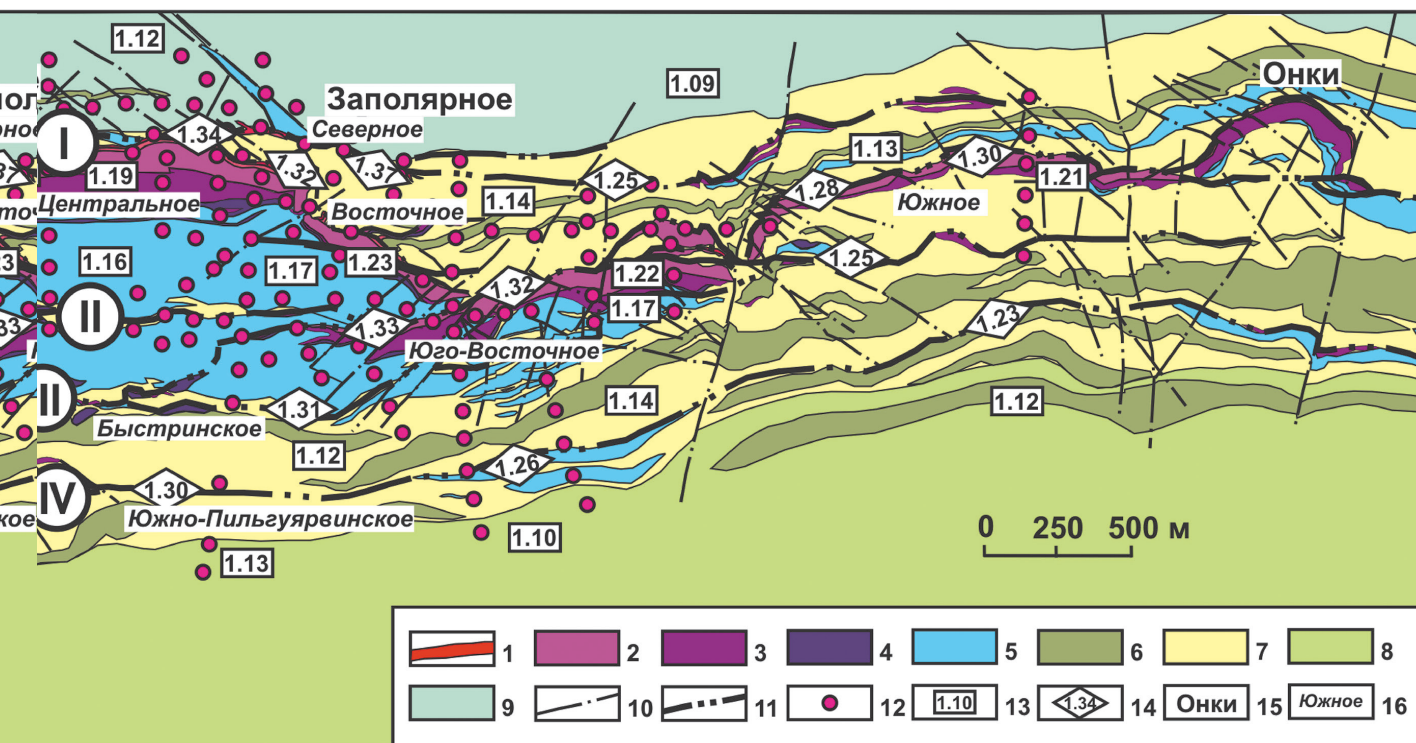 1.12
Онки
1.09
Заполярное
1.34
Северное
I
1.13
1.30
1.32
1.37
1.19
1.25
1.21
1.28
Центральное
1.14
Южное
Восточное
1.16
1.17
1.23
1.25
1.22
1.32
1.17
II
1.33
1.23
Юго-Восточное
II
1.31
1.14
1.12
Быстринское
1.12
1.26
IV
1.30
Южно-Пильгуярвинское
1.10
1.13
0 250 500 м
1 2 3 4 5 6 7 8
9 10 11 12 1.10 13 1.34 14 Онки 15 Южное 16